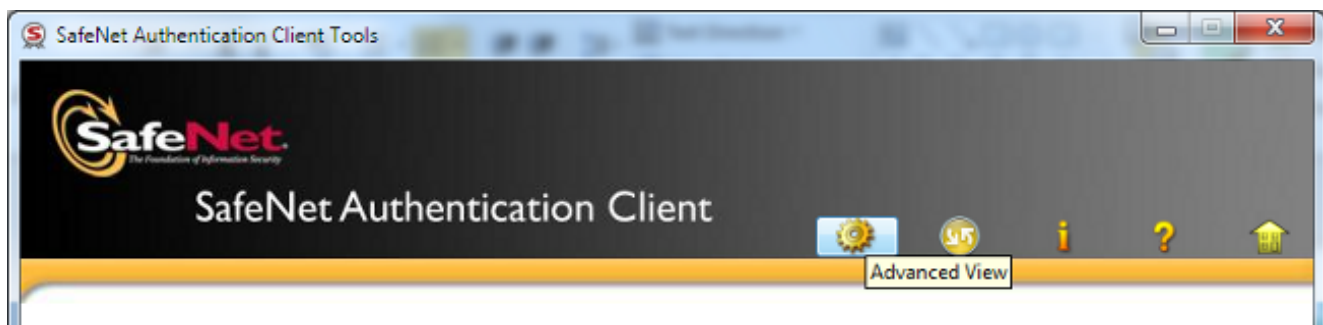 SafeNet Authentication Client Tools
SafeNet.
The Foundation of Information Security
SafeNet Authentication Client
Advanced View